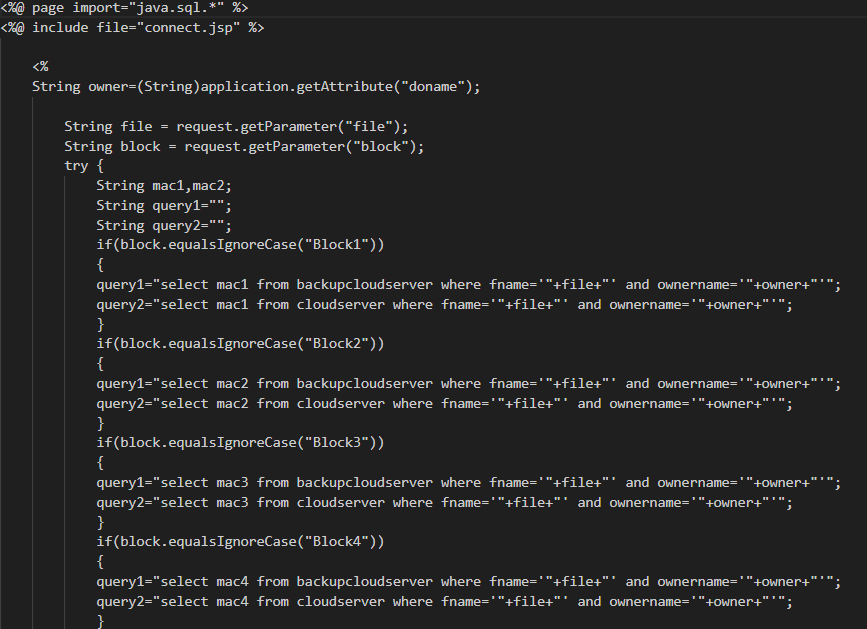 <%@ page import="java.sql.*" %>
<%@ include file="connect.jsp" %>
<%
String owner=(String)application.getAttribute("doname");
String file = request.getParameter("file");
String block = request.getParameter("block");
try {
String mac1,mac2;
String query1="";
String query2="";
if(block.equalsIgnoreCase("Block1"))
{
query1="select mac1 from backupcloudserver where fname='"+file+"' and ownername='"+owner+"'";
query2="select mac1 from cloudserver where fname='"+file+"' and ownername='"+owner+"'";
}
if(block.equalsIgnoreCase("Block2"))
{
query1="select mac2 from backupcloudserver where fname='"+file+"' and ownername='"+owner+"'";
query2="select mac2 from cloudserver where fname='"+file+"' and ownername='"+owner+"'";
}
if(block.equalsIgnoreCase("Block3"))
{
query1="select mac3 from backupcloudserver where fname='"+file+"' and ownername='"+owner+"'";
query2="select mac3 from cloudserver where fname='"+file+"' and ownername='"+owner+"'";
}
if(block.equalsIgnoreCase("Block4"))
{
query1="select mac4 from backupcloudserver where fname='"+file+"' and ownername='"+owner+"'";
query2="select mac4 from cloudserver where fname='"+file+"' and ownername='"+owner+"'";
}